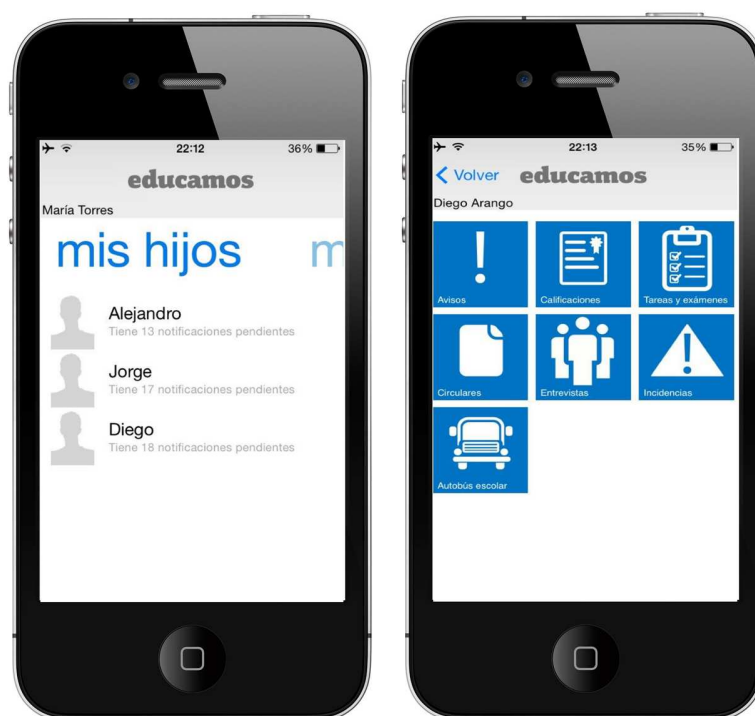 22:12
36%
educamos
María Torres
mis hijos
m
Alejandro
Tiene 13 notificaciones pendientes
Jorge
Tiene 17 notificaciones pendientes
Diego
Tiene 18 notificaciones pendientes
22:13
35%
Volver educamos
Diego Arango
Avisos
Calificaciones
Tareas y exámenes
Circulares
Entrevistas
Incidencias
Autobús escolar